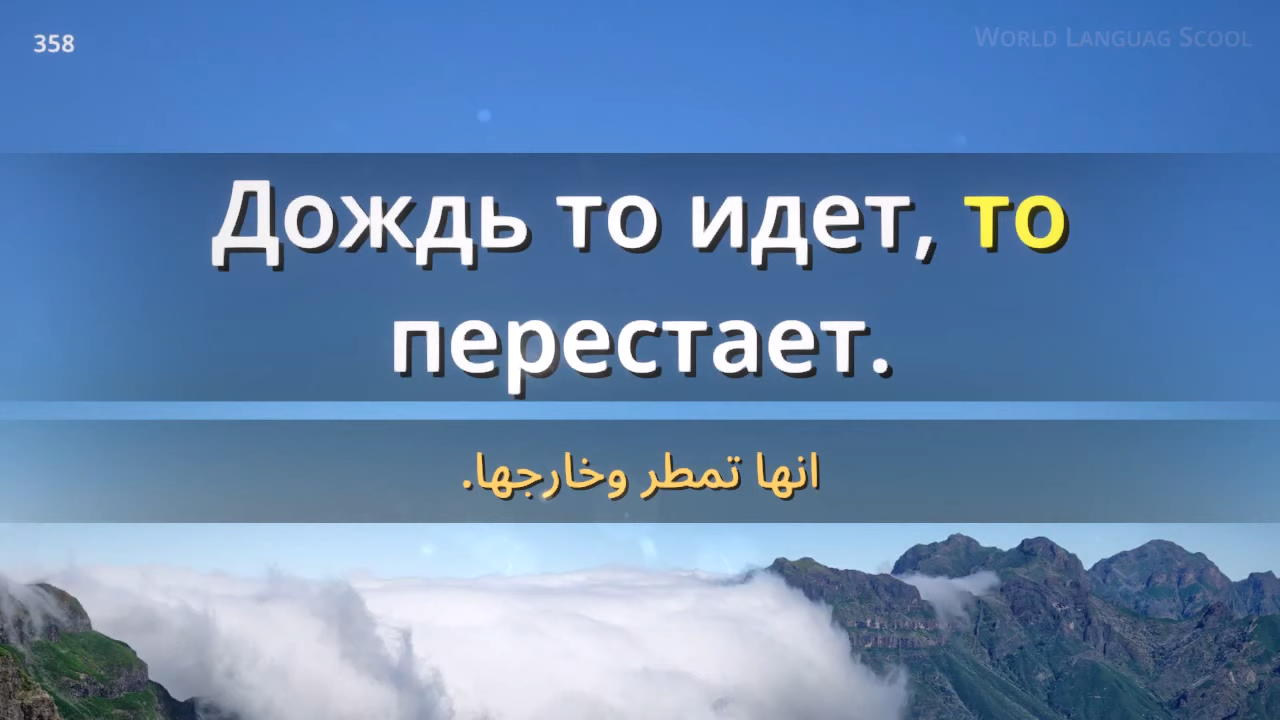 358
World Languag Scool
Дождь то идет, то
перестает.
انها تمطر وخارجها.